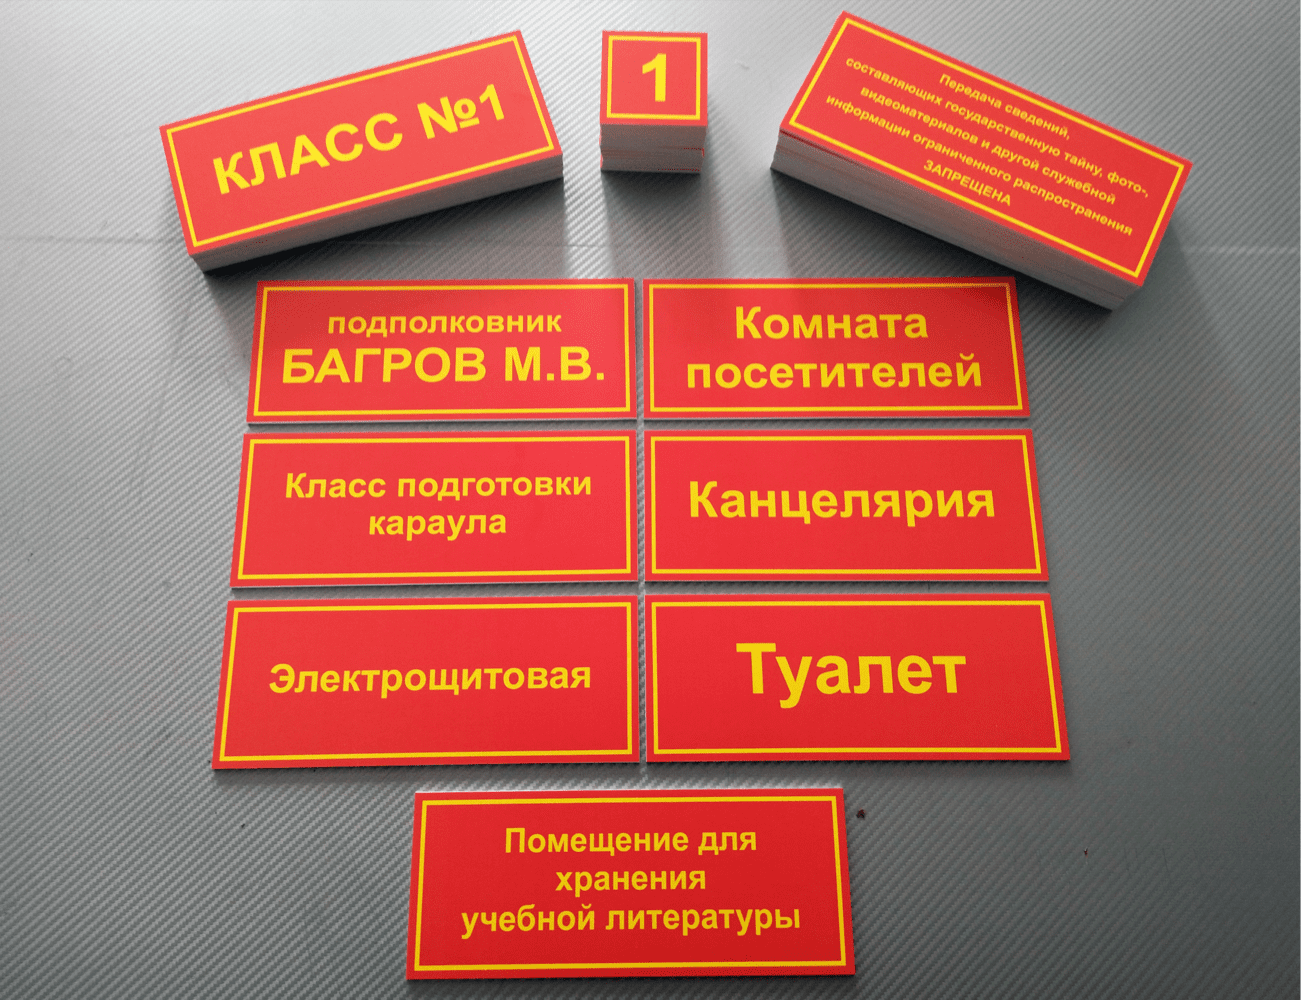 КЛАСС №1
1
Передача сведений,
составляющих государственную тайну, фото-,
видеоматериалов и другой служебной
информации ограниченного распространения
ЗАПРЕЩЕНА
подполковник
БАГРОВ М.В.
Комната
посетителей
Класс подготовки
караула
Канцелярия
Электрощитовая
Туалет
Помещение для
хранения
учебной литературы